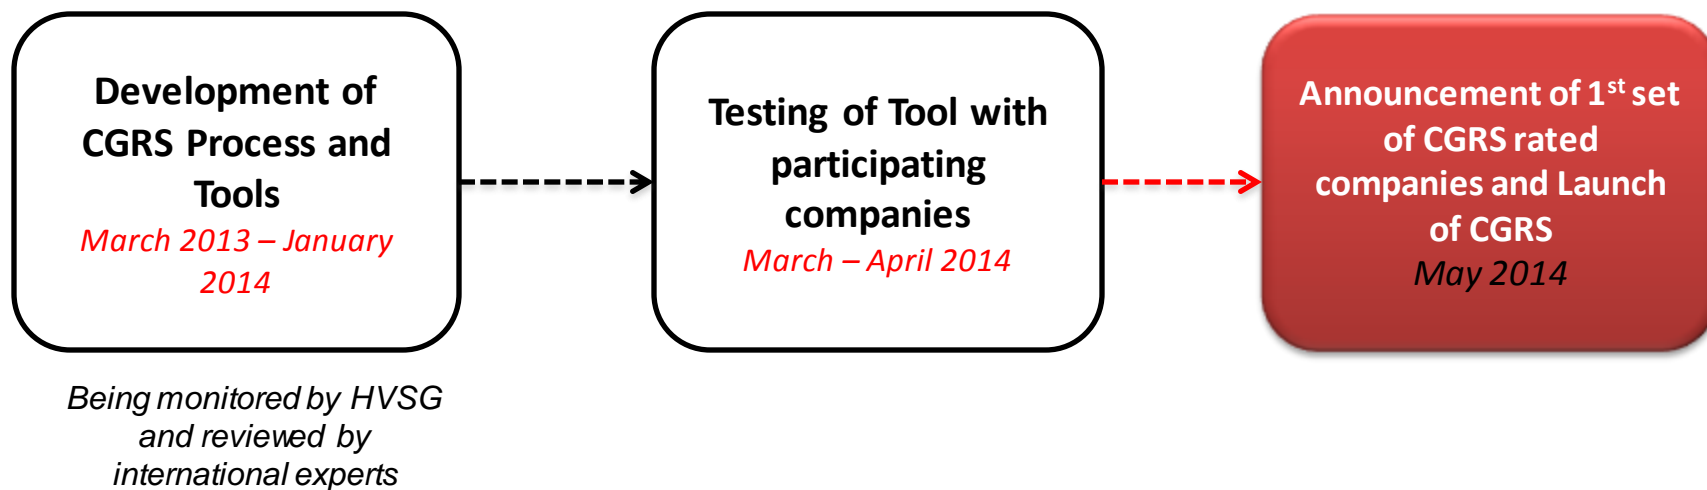 Development of
CGRS Process and
Tools
March 2013 – January
2014
Being monitored by HVSG
and reviewed by
international experts
Testing of Tool with
participating
companies
March – April 2014
Announcement of 1st set
of CGRS rated
companies and Launch
of CGRS
May 2014